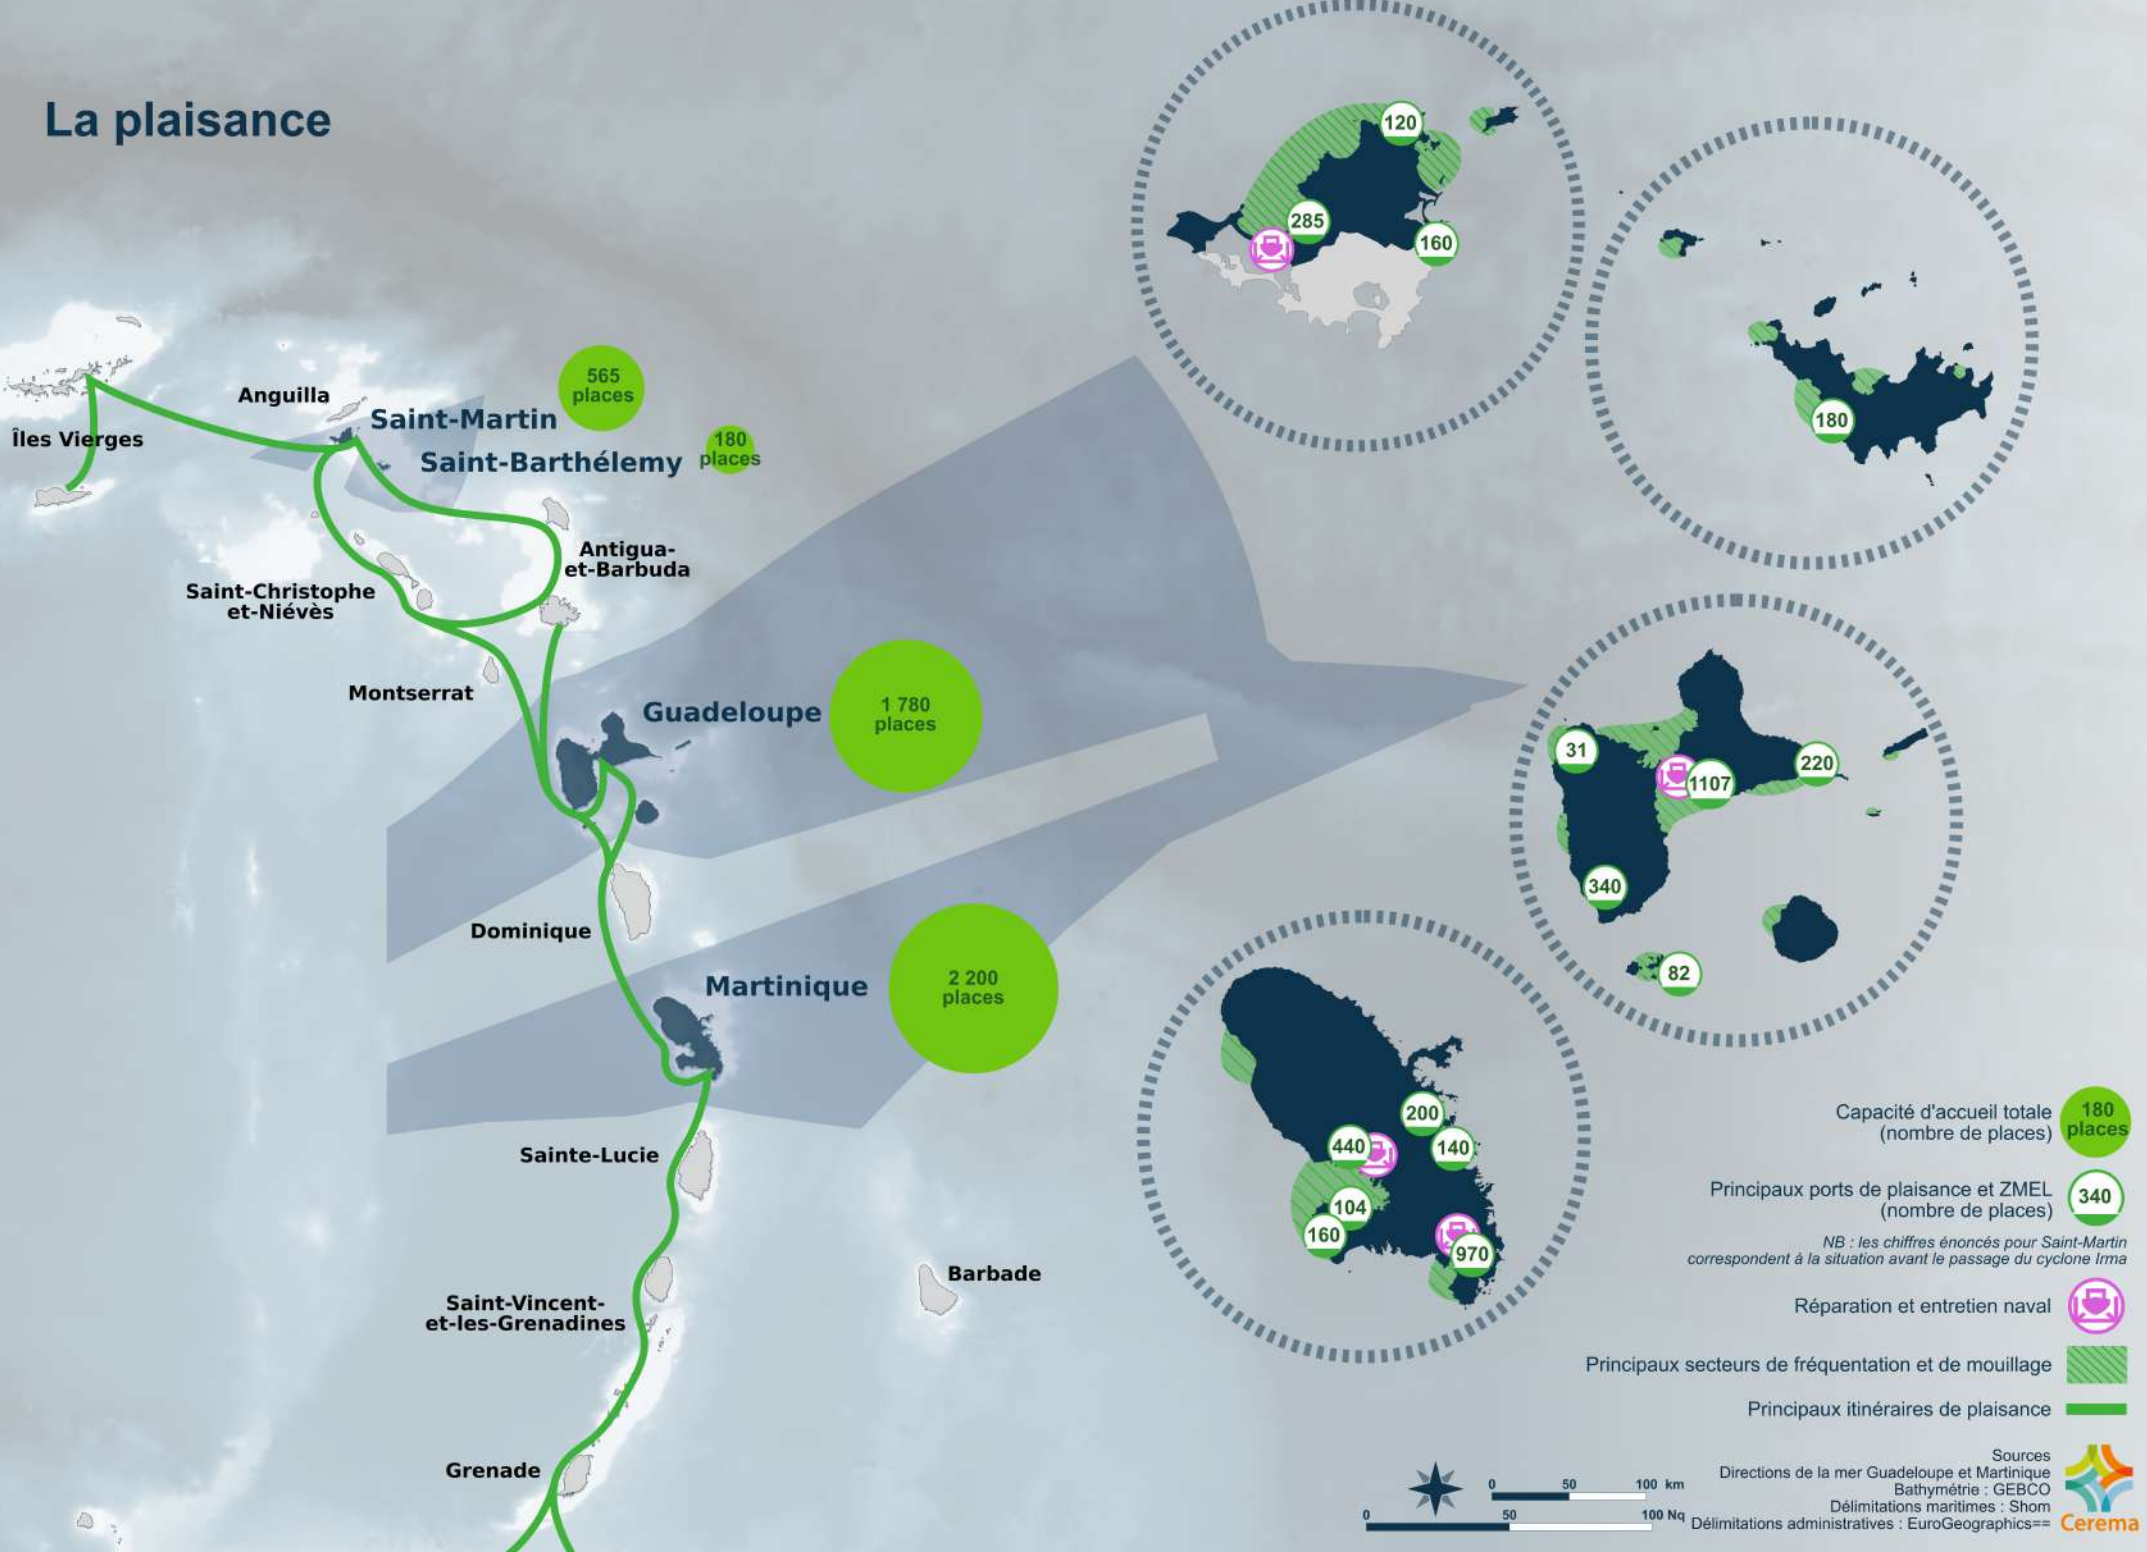 La plaisance
120
285
160
180
Îles Vierges
Anguilla
Saint-Martin
565
places
Saint-Barthélemy
180
places
Antigua-
et-Barbuda
Saint-Christophe
et-Niévès
Montserrat
Guadeloupe
1 780
places
Dominique
Martinique
2 200
places
Sainte-Lucie
Barbade
Saint-Vincent-
et-les-Grenadines
Grenade
31
1107
220
340
82
200
440
140
104
160
970
Capacité d'accueil totale
(nombre de places)
180
places
Principaux ports de plaisance et ZMEL
(nombre de places)
340
NB : les chiffres énoncés pour Saint-Martin
correspondent à la situation avant le passage du cyclone Irma
Réparation et entretien naval
Principaux secteurs de fréquentation et de mouillage
Principaux itinéraires de plaisance
0 50 100 km
0 50 100 Nq
Sources
Directions de la mer Guadeloupe et Martinique
Bathymétrie : GEBCO
Délimitations maritimes : Shom
Délimitations administratives : EuroGeographics==
Cerema